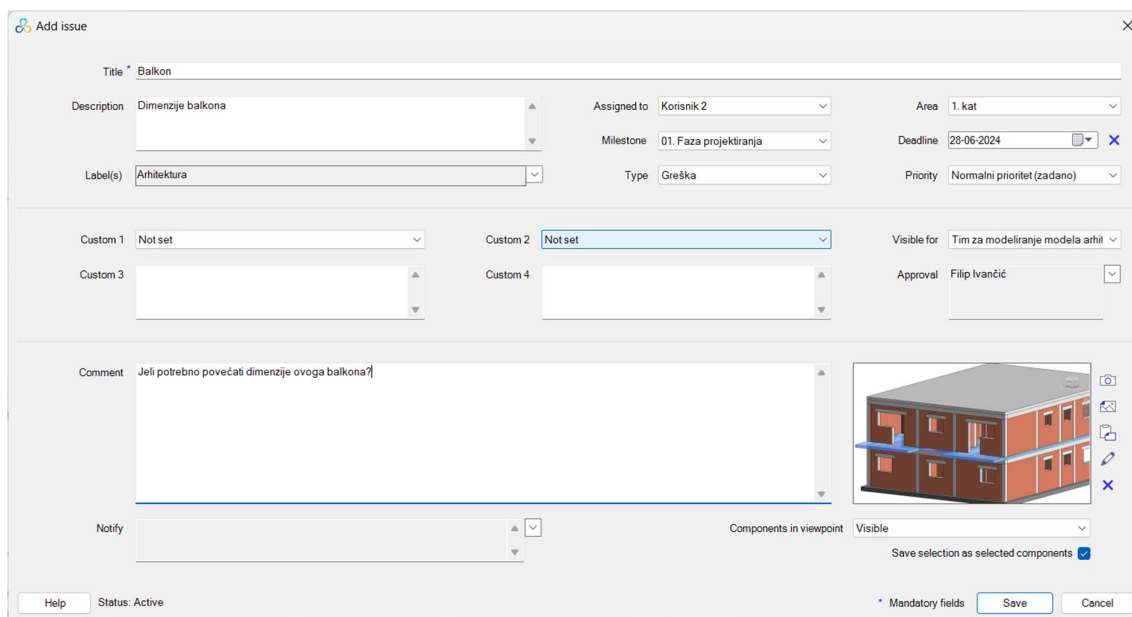 Add issue
Title * Balkon
Description Dimenzije balkona Assigned to Korisnik 2 Area 1. kat
Milestone 01. Faza projektiranja Deadline 28-06-2024
Label(s) Arhitektura Type Greška Priority Normalni prioritet (zadano)
Custom 1 Not set Custom 2 Not set Visible for Tim za modeliranje modela arhit
Custom 3 Custom 4 Approval Filip Ivančić
Comment Jeli potrebno povećati dimenzije ovoga balkona?
Notify Components in viewpoint Visible
Save selection as selected components
Help Status: Active * Mandatory fields Save Cancel